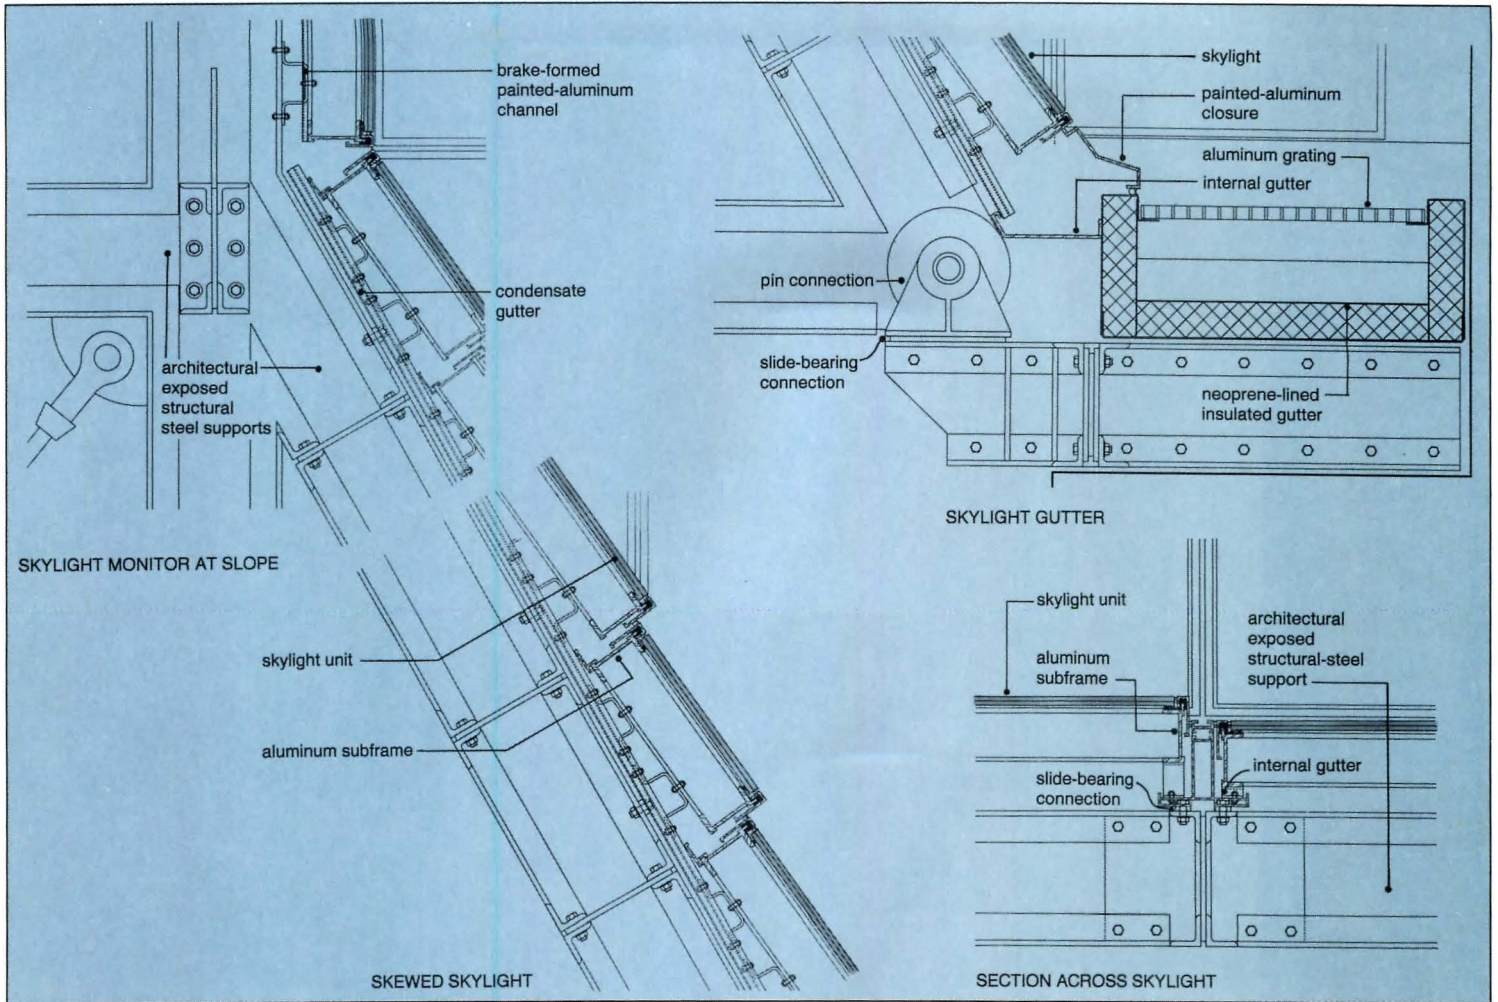 brake-formed
painted-aluminum
channel
condensate
gutter
architectural
exposed
structural
steel supports
SKYLIGHT MONITOR AT SLOPE
skylight unit
aluminum subframe
SKEWED SKYLIGHT
skylight
painted-aluminum
closure
aluminum grating
internal gutter
pin connection
slide-bearing
connection
neoprene-lined
insulated gutter
SKYLIGHT GUTTER
skylight unit
architectural
exposed
structural-steel
support
aluminum
subframe
internal gutter
slide-bearing
connection
SECTION ACROSS SKYLIGHT